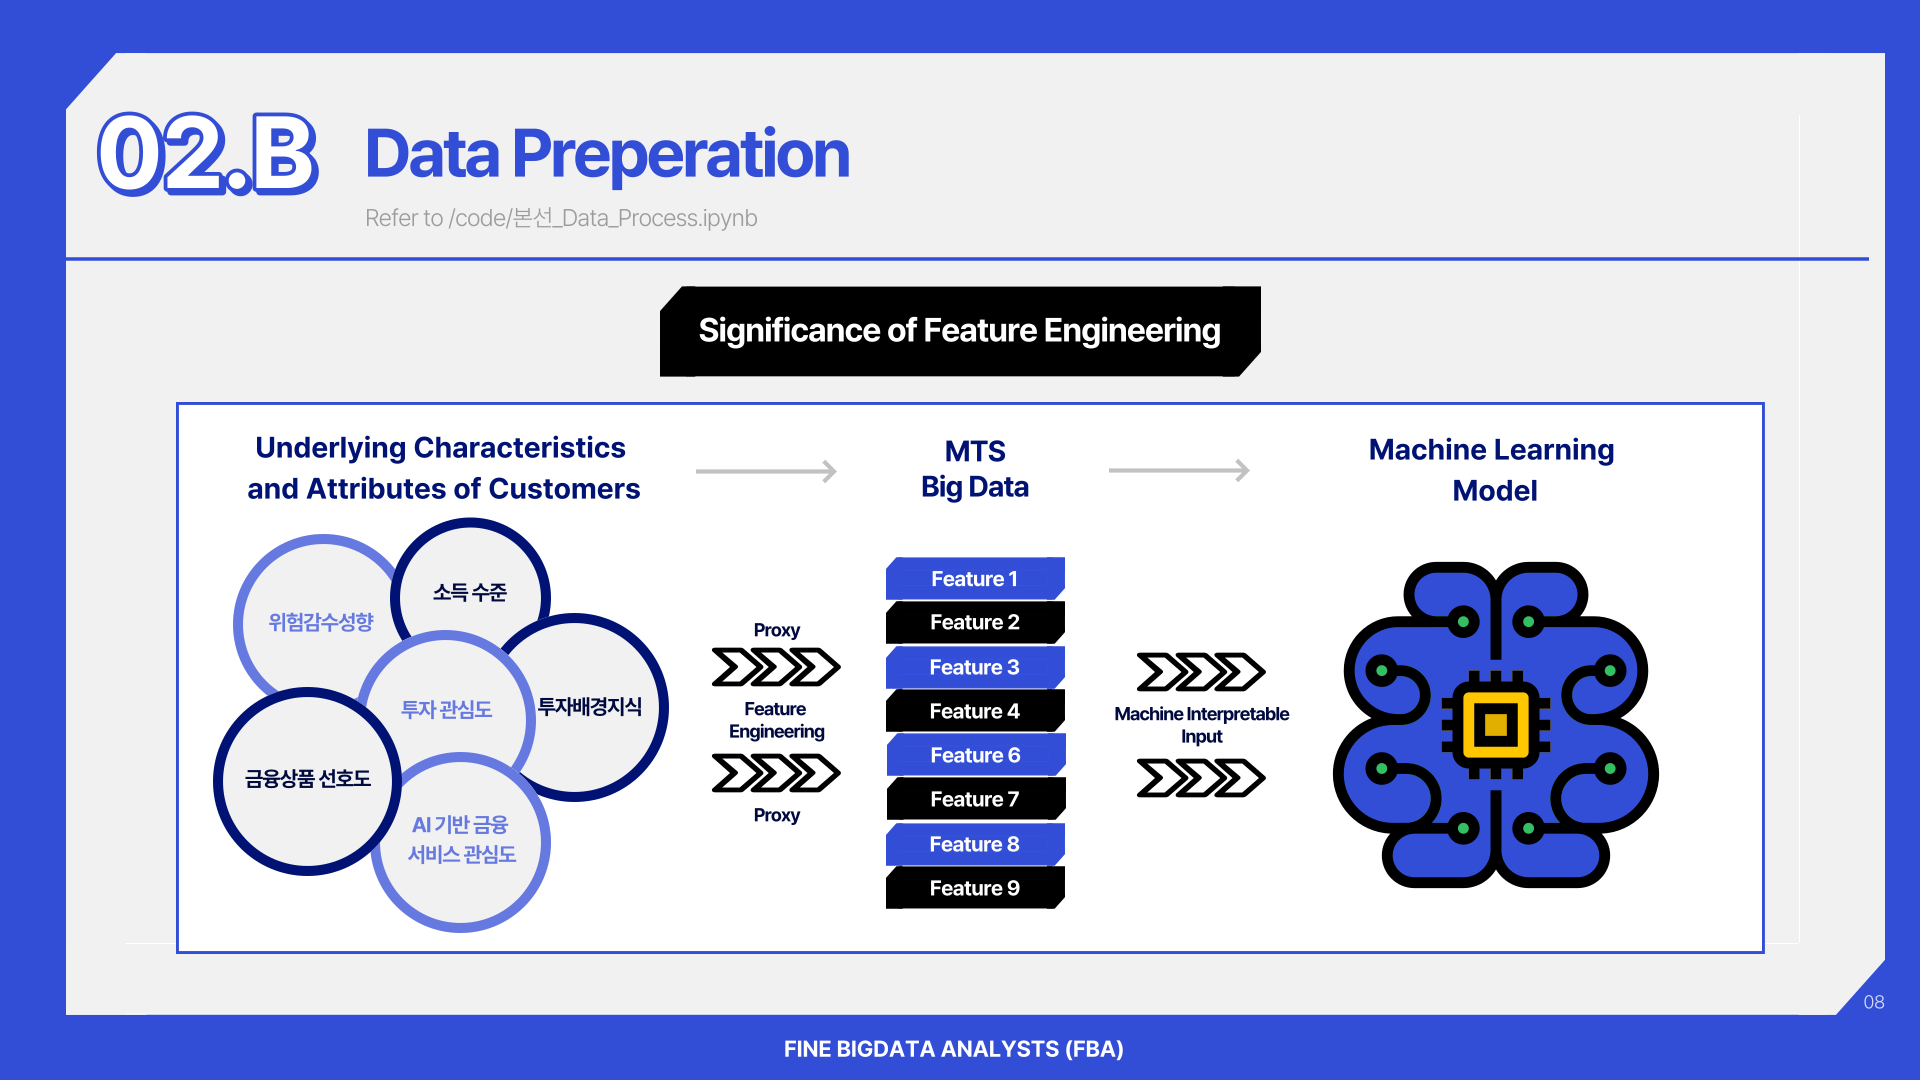 02.B
Data Preperation
Refer to /code/본선_Data_Process.ipynb
Significance of Feature Engineering
Underlying Characteristics
and Attributes of Customers
MTS
Big Data
Machine Learning
Model
위험감수성향
소득 수준
투자 관심도
투자배경지식
금융상품 선호도
AI 기반 금융
서비스 관심도
Proxy
Feature
Engineering
Proxy
Feature 1
Feature 2
Feature 3
Feature 4
Feature 6
Feature 7
Feature 8
Feature 9
Machine Interpretable
Input
08
FINE BIGDATA ANALYSTS (FBA)